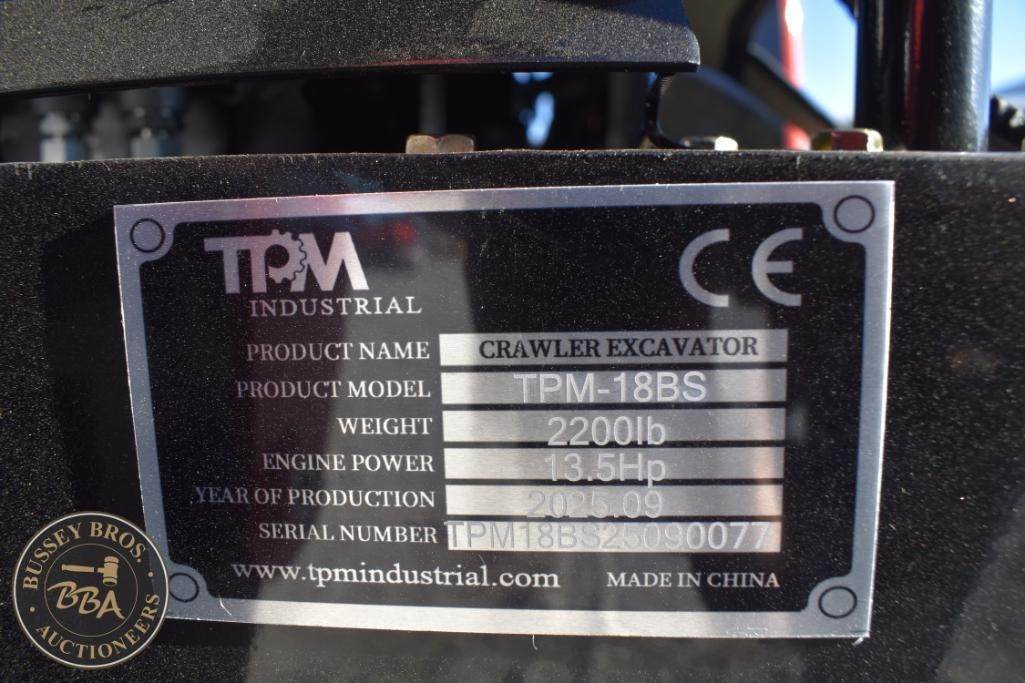 TPM
INDUSTRIAL
CE
PRODUCT NAME CRAWLER EXCAVATOR
PRODUCT MODEL TPM-18BS
WEIGHT 2200lb
ENGINE POWER 13.5Hp
YEAR OF PRODUCTION 2025.09
SERIAL NUMBER TPM18BS25090077
www.tpmindustrial.com MADE IN CHINA
BUSSEY BROS.
BBA
AUCTIONEERS